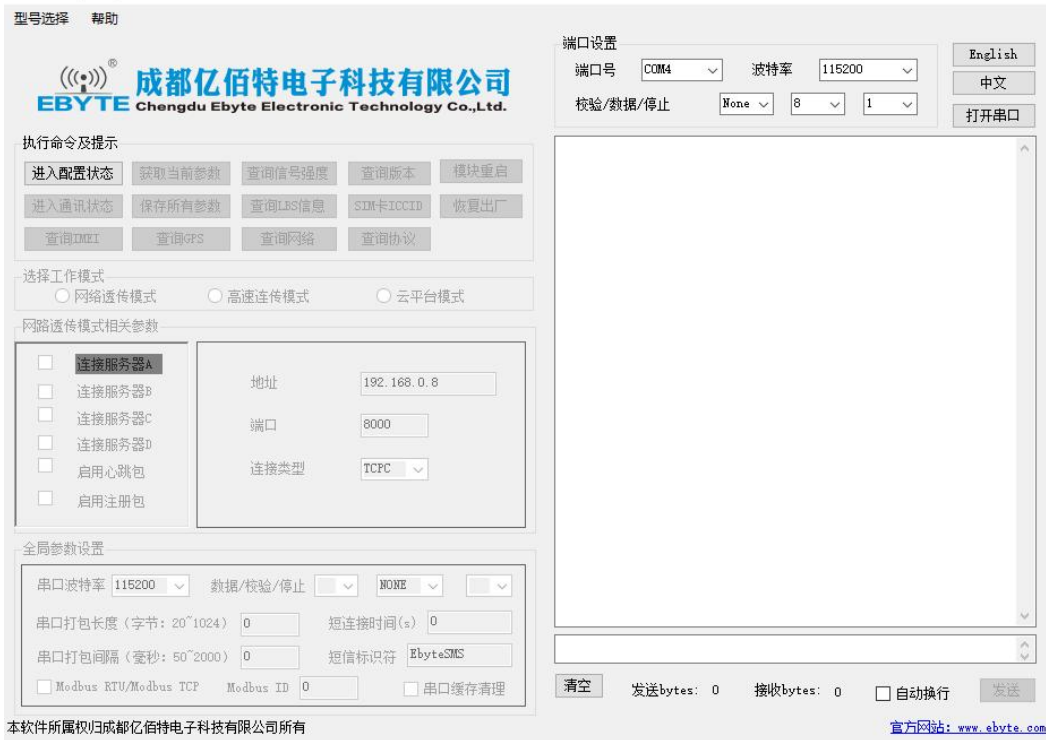 型号选择 帮助
成都亿佰特电子科技有限公司
EBYTE Chengdu Ebyte Electronic Technology Co.,Ltd.
®
执行命令及提示
进入配置状态 获取当前参数 查询信号强度 查询版本 模块重启
进入通讯状态 保存所有参数 查询LBS信息 SIM卡ICCID 恢复出厂
查询IMEI 查询GPS 查询网络 查询协议
选择工作模式
网络透传模式 高速连传模式 云平台模式
网路透传模式相关参数
连接服务器A
连接服务器B
连接服务器C
连接服务器D
启用心跳包
启用注册包
地址 192.168.0.8
端口 8000
连接类型 TCPC
全局参数设置
串口波特率 115200 数据/校验/停止 NONE
串口打包长度（字节：20~1024） 0 短连接时间(s) 0
串口打包间隔（毫秒：50~2000） 0 短信标识符 EbyteSMS
Modbus RTU/Modbus TCP Modbus ID 0 串口缓存清理
本软件所属权归成都亿佰特电子科技有限公司所有
端口设置
端口号 COM4 波特率 115200
校验/数据/停止 None 8 1
English
中文
打开串口
清空 发送bytes: 0 接收bytes: 0 自动换行 发送
官方网站: www.ebyte.com